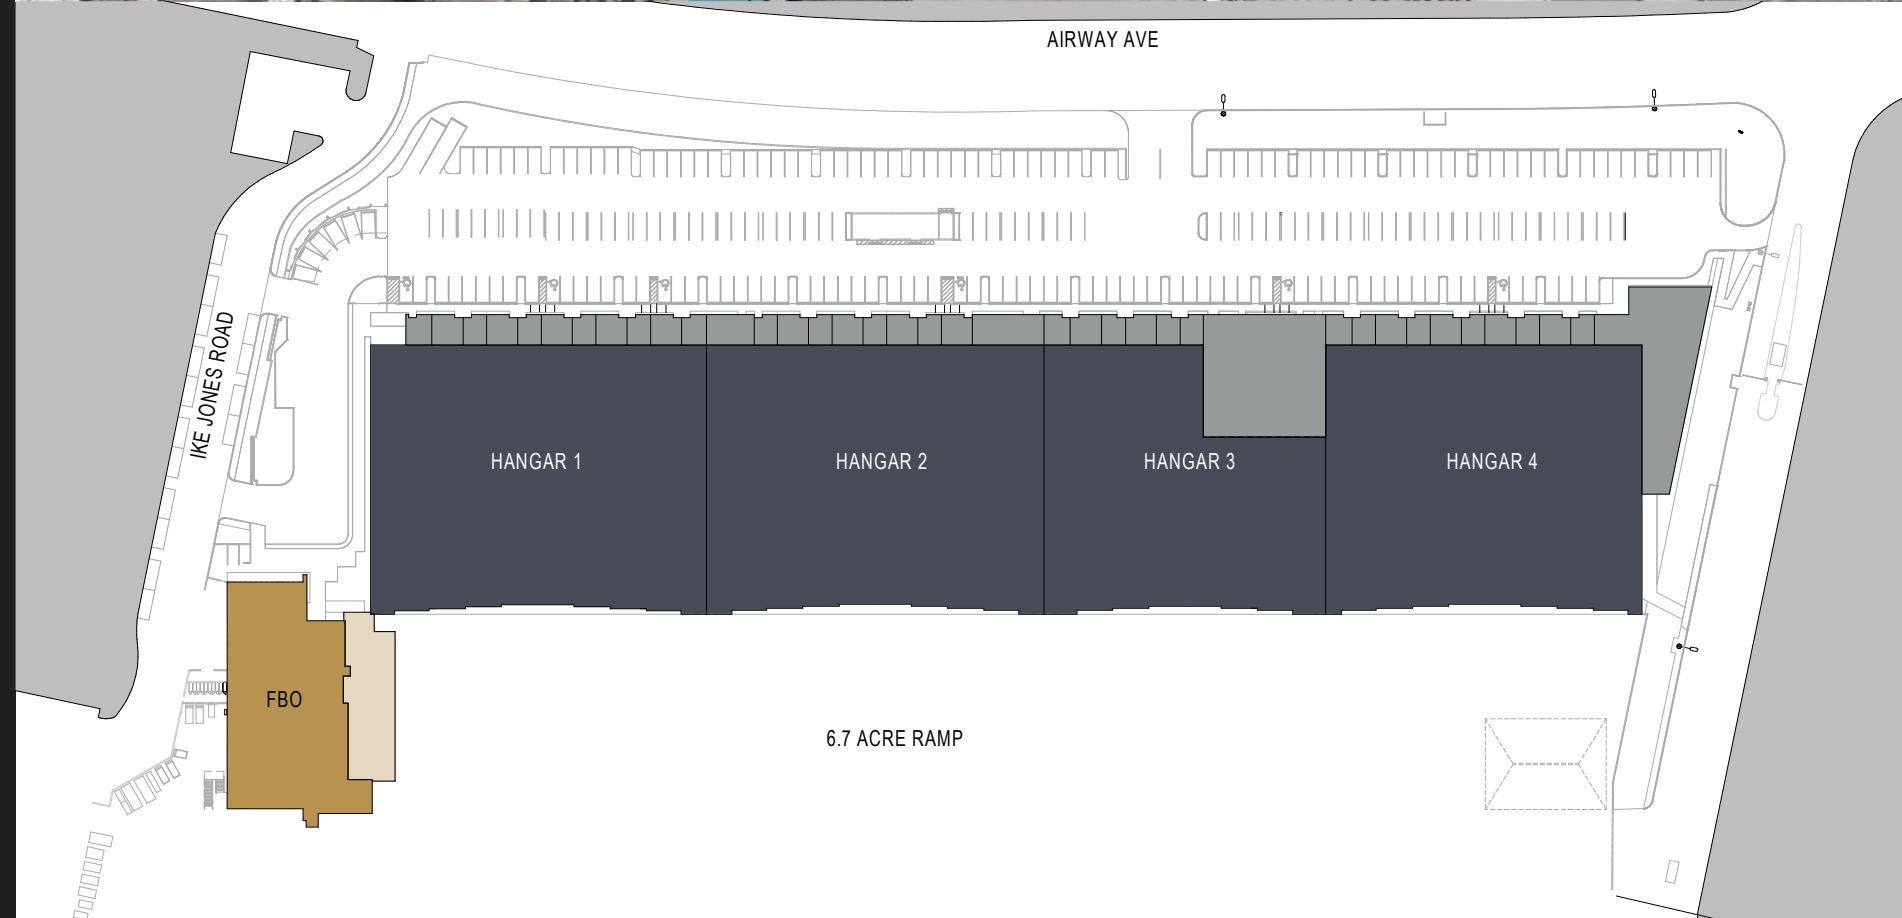 AIRWAY AVE
IKE JONES ROAD
HANGAR 1
HANGAR 2
HANGAR 3
HANGAR 4
FBO
6.7 ACRE RAMP